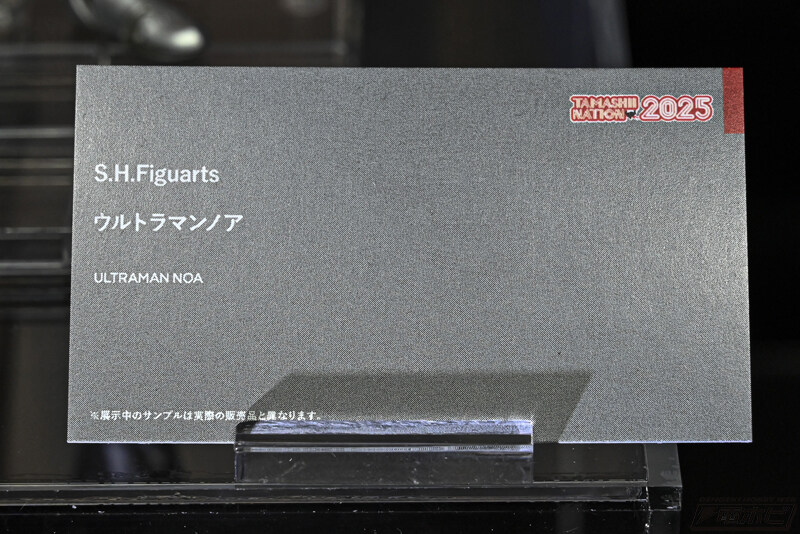 TAMASHII
NATION 2025
S.H.Figuarts
ウルトラマンノア
ULTRAMAN NOA
※展示中のサンプルは実際の販売品と異なります。